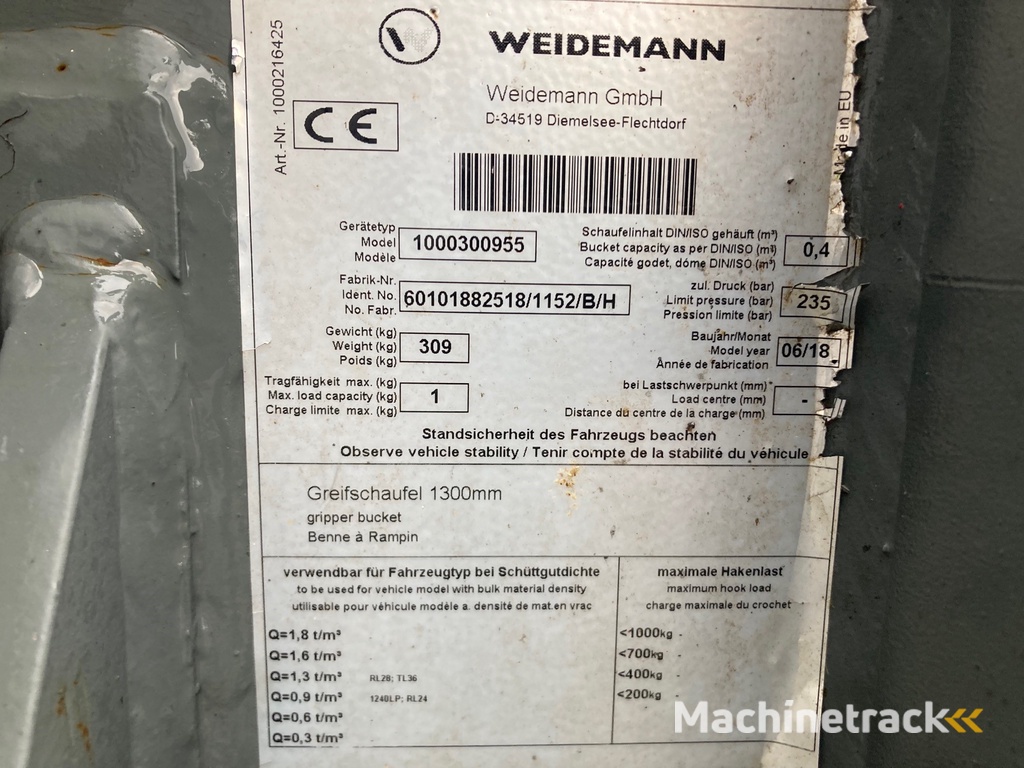 WEIDEMANN
Weidemann GmbH
D-34519 Diemelsee-Flechtdorf
Art.-Nr. 1000216425
CE
Made in EU
Gerätetyp
Model
Modèle
1000300955
Schaufelinhalt DIN/ISO gehäuft (m³)
Bucket capacity as per DIN/ISO (m³)
Capacité godet, dôme DIN/ISO (m³)
0,4
Fabrik-Nr.
Ident. No.
No. Fabr.
60101882518/1152/B/H
zul. Druck (bar)
Limit pressure (bar)
Pression limite (bar)
235
Gewicht (kg)
Weight (kg)
Poids (kg)
309
Baujahr/Monat
Model year
Année de fabrication
06/18
Tragfähigkeit max. (kg)
Max. load capacity (kg)
Charge limite max. (kg)
1
bei Lastschwerpunkt (mm)
Load centre (mm)
Distance du centre de la charge (mm)
-
Standsicherheit des Fahrzeugs beachten
Observe vehicle stability / Tenir compte de la stabilité du véhicule
Greifschaufel 1300mm
gripper bucket
Benne à Rampin
verwendbar für Fahrzeugtyp bei Schüttgutdichte
to be used for vehicle model with bulk material density
utilisable pour véhicule modèle a. densité de mat.en vrac
Q=1,8 t/m³
Q=1,6 t/m³
Q=1,3 t/m³ RL28; TL36
Q=0,9 t/m³ 1240LP; RL24
Q=0,6 t/m³
Q=0,3 t/m³
maximale Hakenlast
maximum hook load
charge maximale du crochet
<1000kg -
<700kg -
<400kg -
<200kg -
Machinetrack